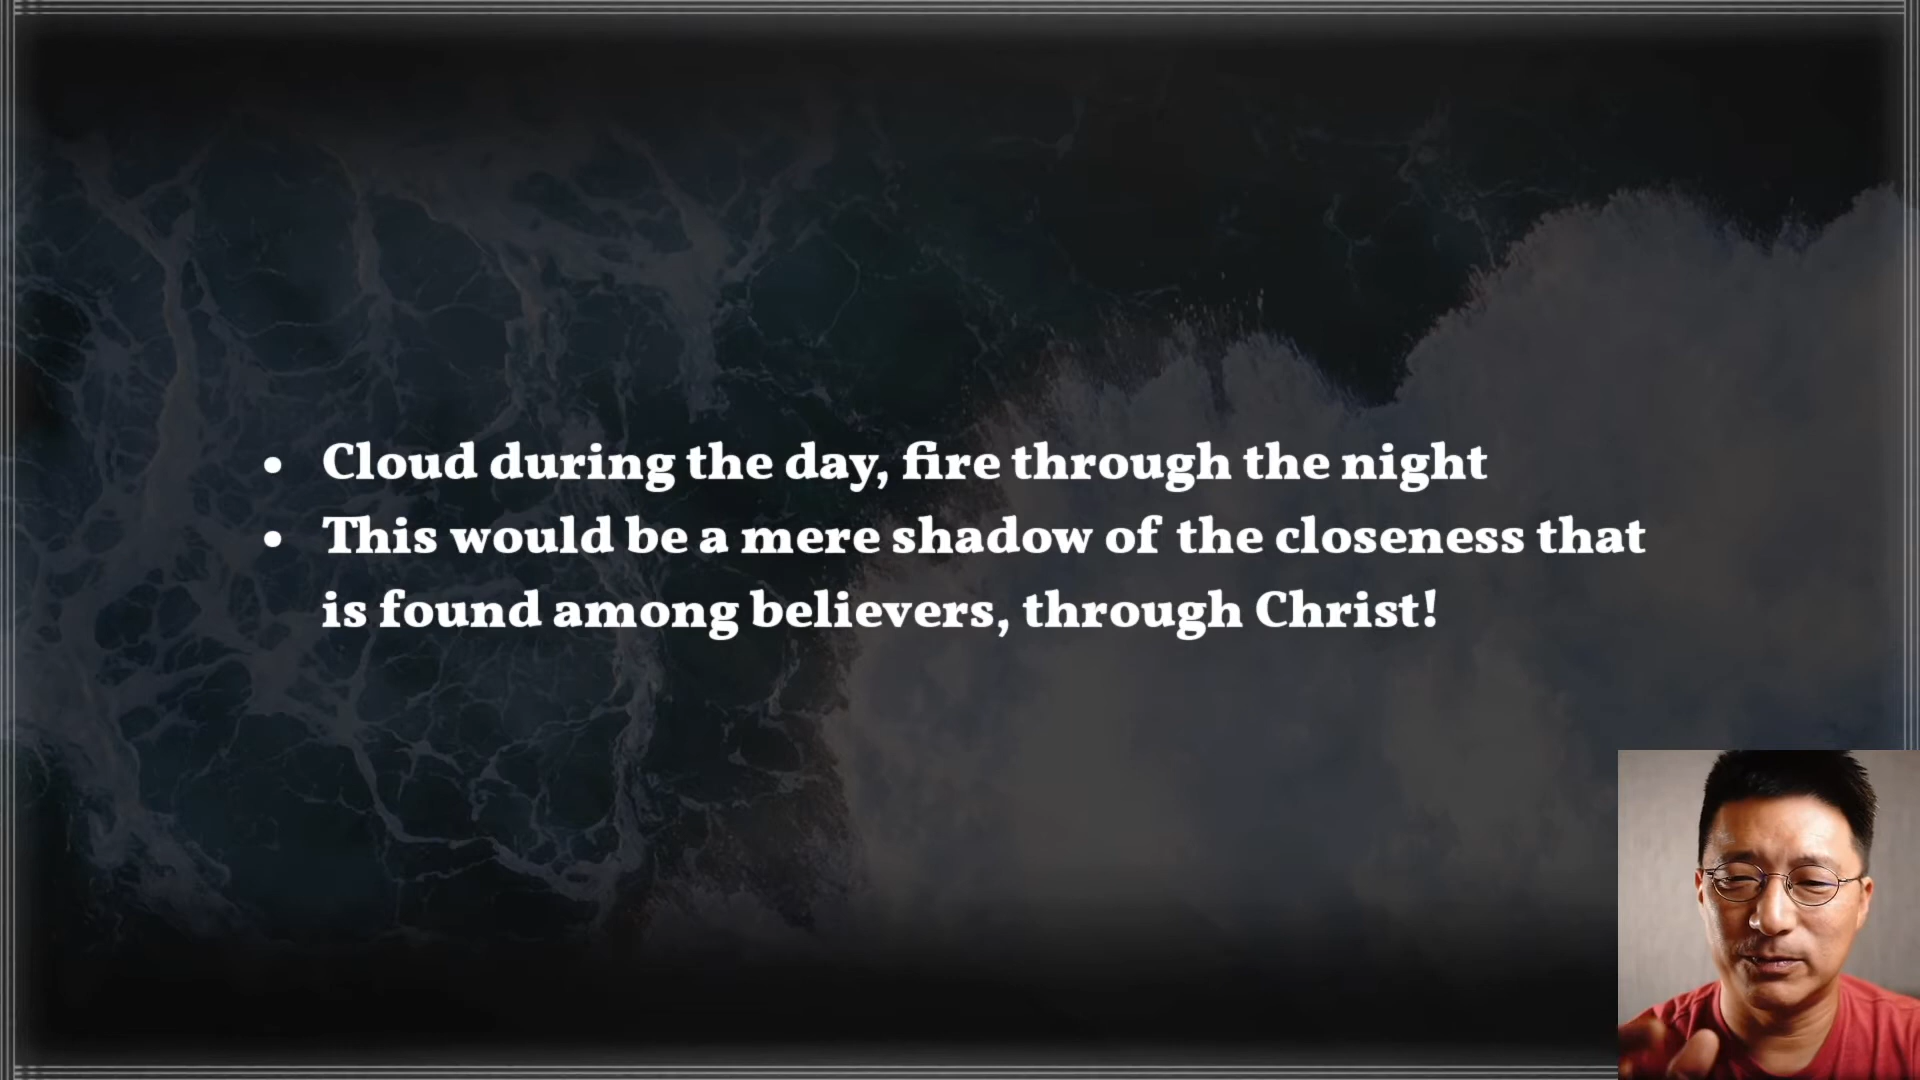 • Cloud during the day, fire through the night
• This would be a mere shadow of the closeness that
is found among believers, through Christ!